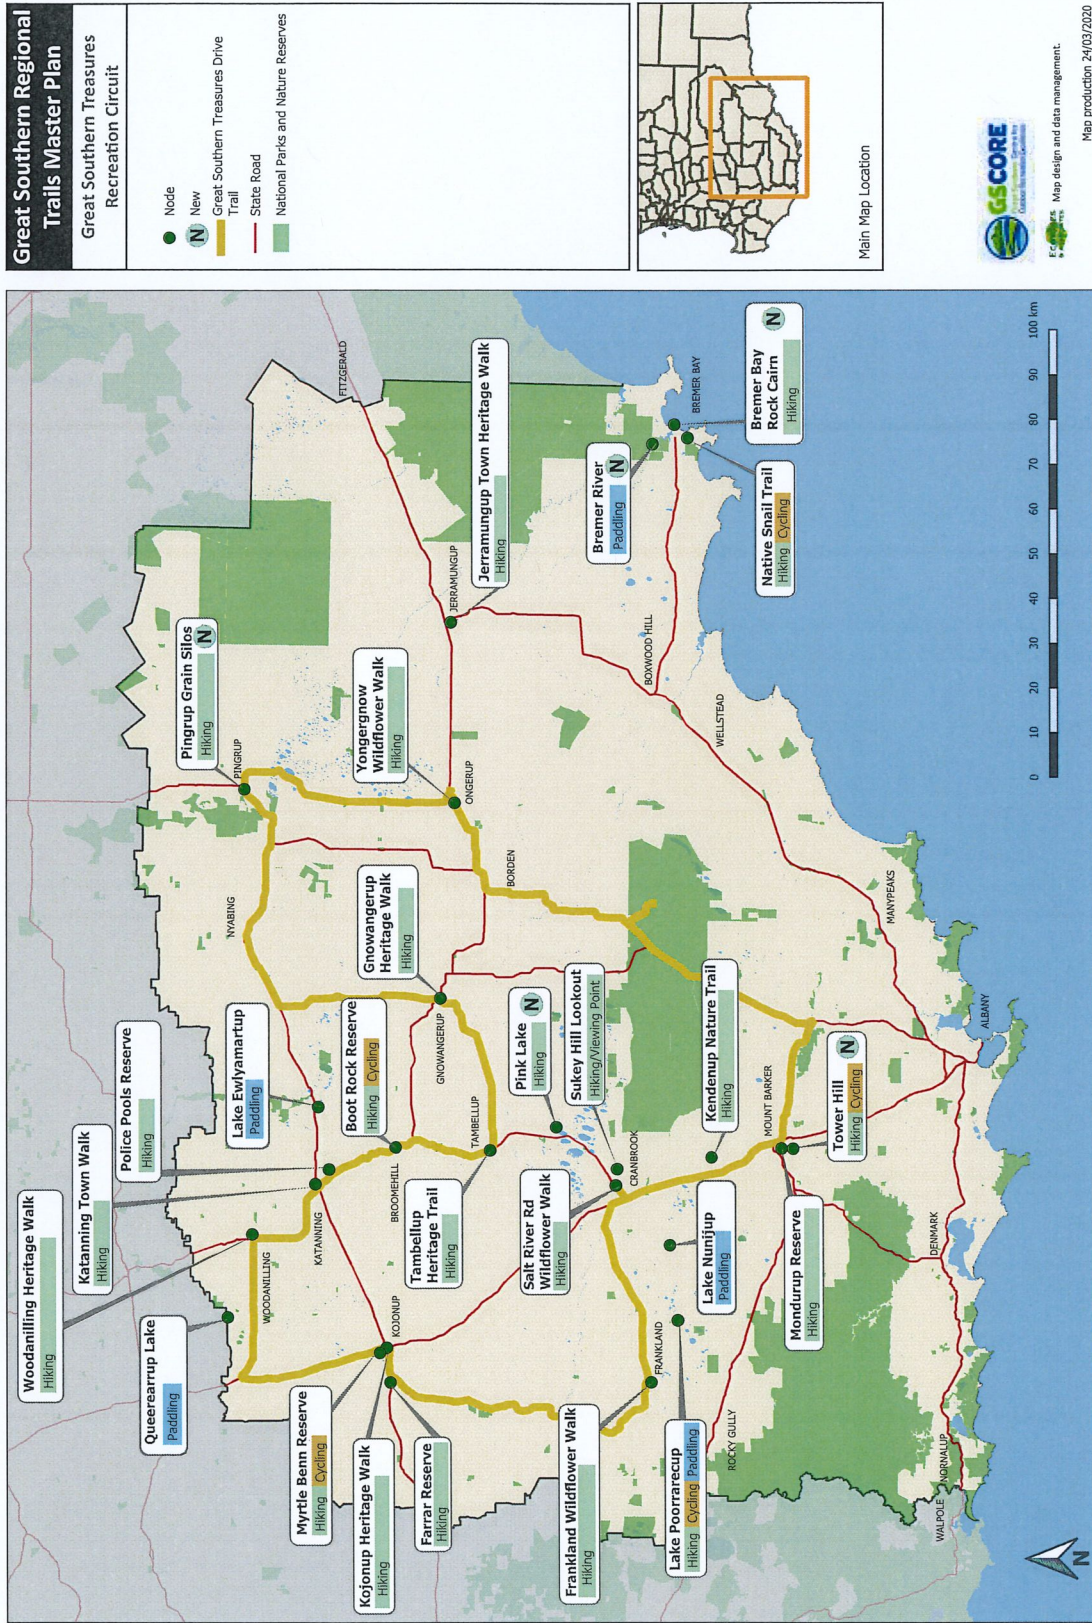 Great Southern Regional
Trails Master Plan
Great Southern Treasures
Recreation Circuit
Node
N New
Great Southern Treasures Drive
Trail
State Road
National Parks and Nature Reserves
Main Map Location
GSCORE
Map design and data management.
Map production 24/03/2020
Woodanilling Heritage Walk
Hiking
Katanning Town Walk
Hiking
Police Pools Reserve
Hiking
Queerearrup Lake
Paddling
Lake Ewlyamartup
Paddling
Pingrup Grain Silos
Hiking
N
PINGRUP
NYABING
WOODANILLING
KATANNING
FITZGERALD
Myrtle Benn Reserve
Hiking Cycling
Kojonup Heritage Walk
Hiking
Farrar Reserve
Hiking
KOJONUP
BROOMEHILL
Boot Rock Reserve
Hiking Cycling
Gnowangerup
Heritage Walk
Hiking
GNOWANGERUP
Yongergnow
Wildflower Walk
Hiking
ONGERUP
JERRAMUNGUP
Jerramungup Town Heritage Walk
Hiking
TAMBELLUP
Tambellup
Heritage Trail
Hiking
BORDEN
Pink Lake
Hiking
N
Sukey Hill Lookout
Hiking/Viewing Point
Salt River Rd
Wildflower Walk
Hiking
CRANBROOK
Frankland Wildflower Walk
Hiking
FRANKLAND
Lake Poorrarecup
Hiking Cycling Paddling
Lake Nunijup
Paddling
Kendenup Nature Trail
Hiking
BOXWOOD HILL
WELLSTEAD
Bremer River
Paddling
N
BREMER BAY
Bremer Bay
Rock Cairn
Hiking
N
Native Snail Trail
Hiking Cycling
ROCKY GULLY
MOUNT BARKER
Mondurup Reserve
Hiking
Tower Hill
Hiking Cycling
N
MANYPEAKS
DENMARK
ALBANY
WALPOLE
NORNALUP
0 10 20 30 40 50 60 70 80 90 100 km
N